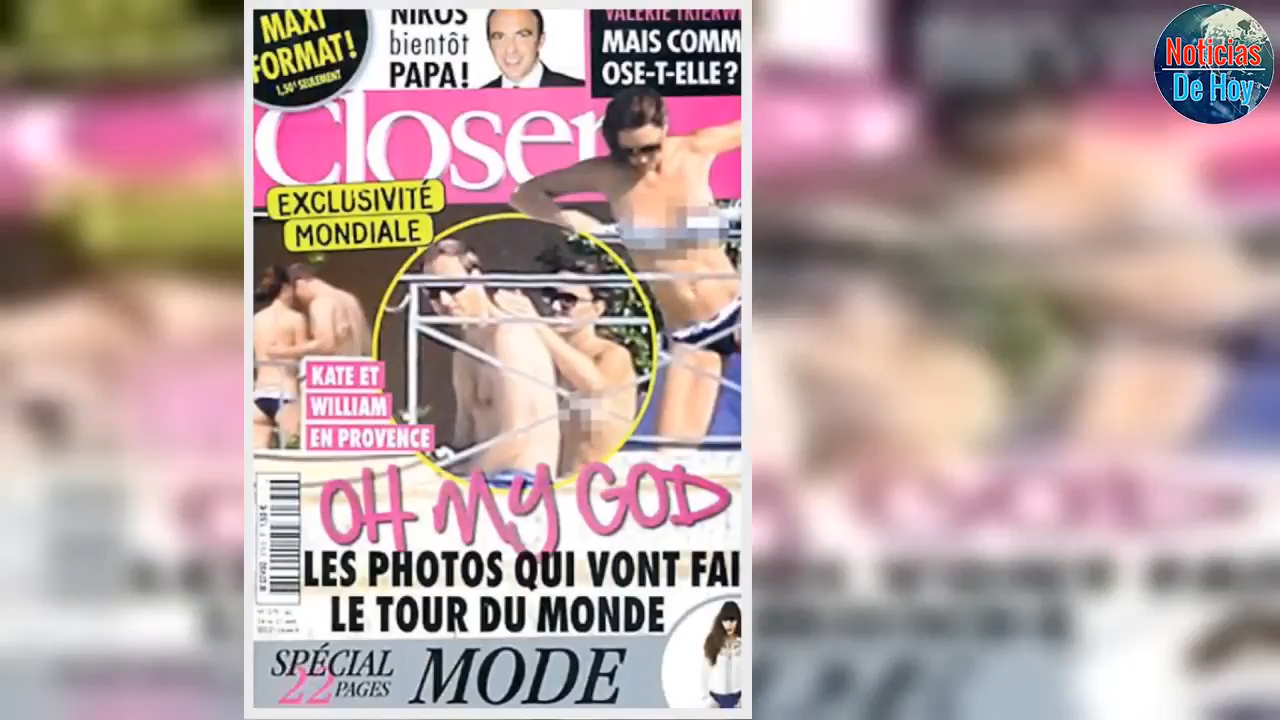 MAXI
FORMAT!
1,50€ SEULEMENT
NIKOS
bientôt
PAPA!
VALÉRIE TRIERW
MAIS COMM
OSE-T-ELLE?
Noticias
De Hoy
Closer
EXCLUSIVITÉ
MONDIALE
KATE ET
WILLIAM
EN PROVENCE
OH MY GOD
LES PHOTOS QUI VONT FAI
LE TOUR DU MONDE
SPÉCIAL
22 PAGES
MODE